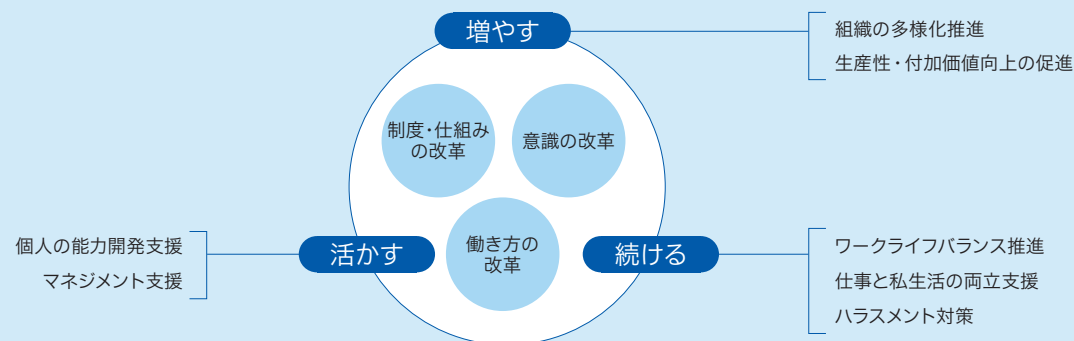 増やす
組織の多様化推進
生産性・付加価値向上の促進
制度・仕組み
の改革
意識の改革
働き方の
改革
活かす
個人の能力開発支援
マネジメント支援
続ける
ワークライフバランス推進
仕事と私生活の両立支援
ハラスメント対策